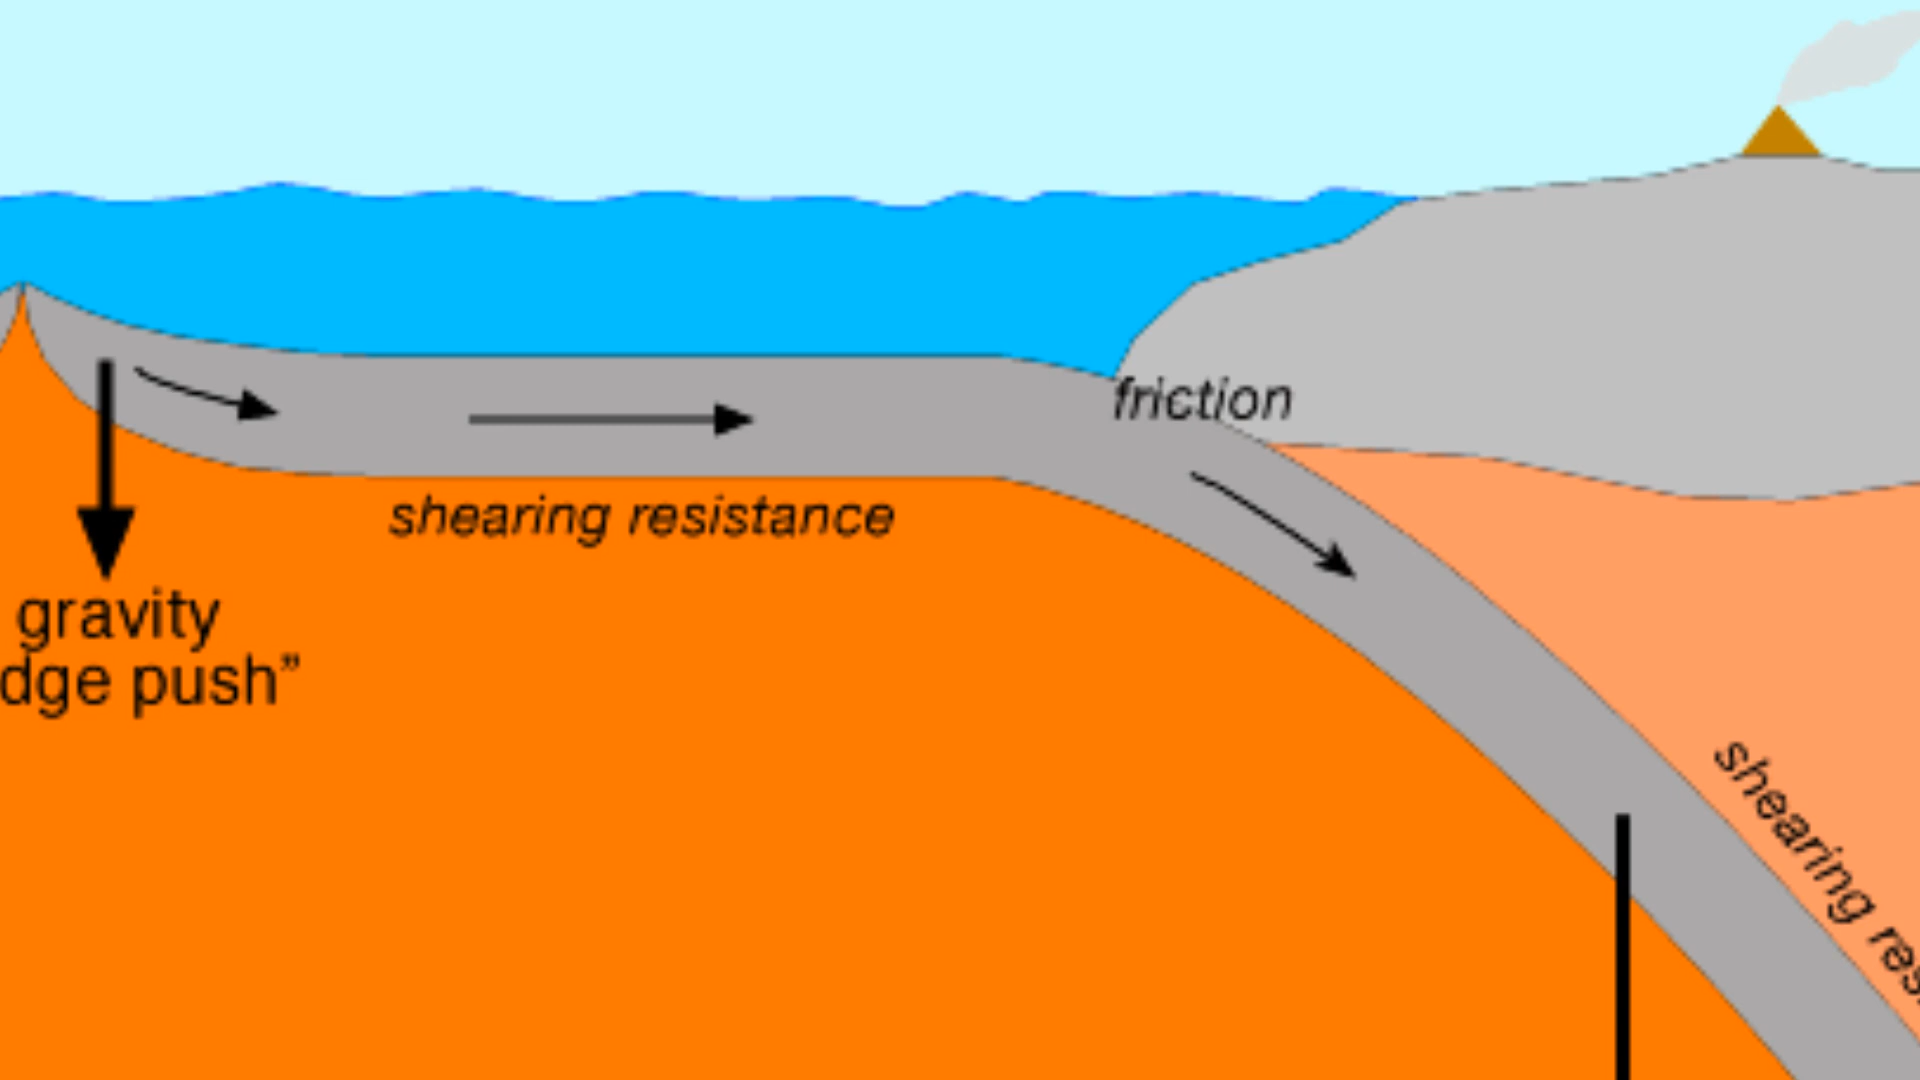 friction
shearing resistance
gravity
dge push”
shearing res